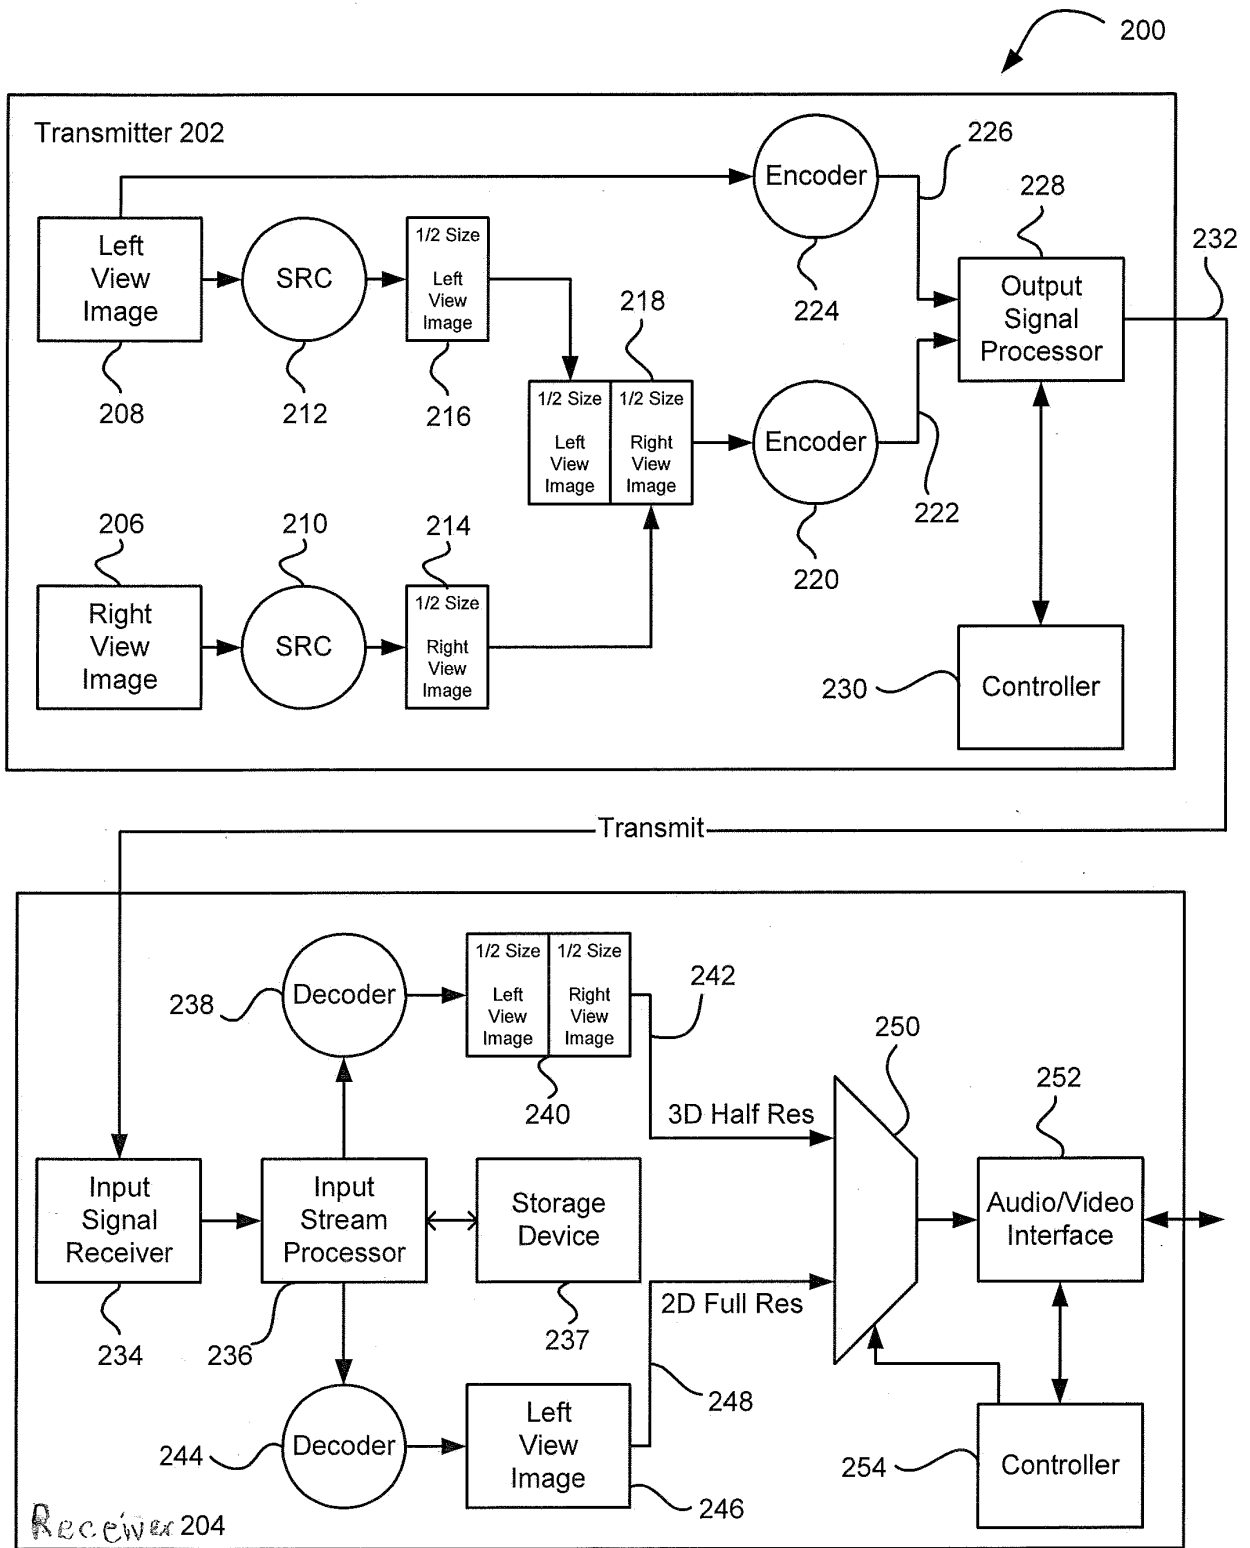 200
Transmitter 202
Left
View
Image
208
SRC
212
1/2 Size
Left
View
Image
216
Encoder
224
226
228
Output
Signal
Processor
232
218
1/2 Size
Left
View
Image
1/2 Size
Right
View
Image
Encoder
220
222
206
Right
View
Image
210
SRC
214
1/2 Size
Right
View
Image
230
Controller
Transmit
238
Decoder
1/2 Size
Left
View
Image
1/2 Size
Right
View
Image
240
242
3D Half Res
250
252
Input
Signal
Receiver
234
Input
Stream
Processor
236
Storage
Device
237
2D Full Res
Audio/Video
Interface
244
Decoder
Left
View
Image
246
248
254
Controller
Receiver 204